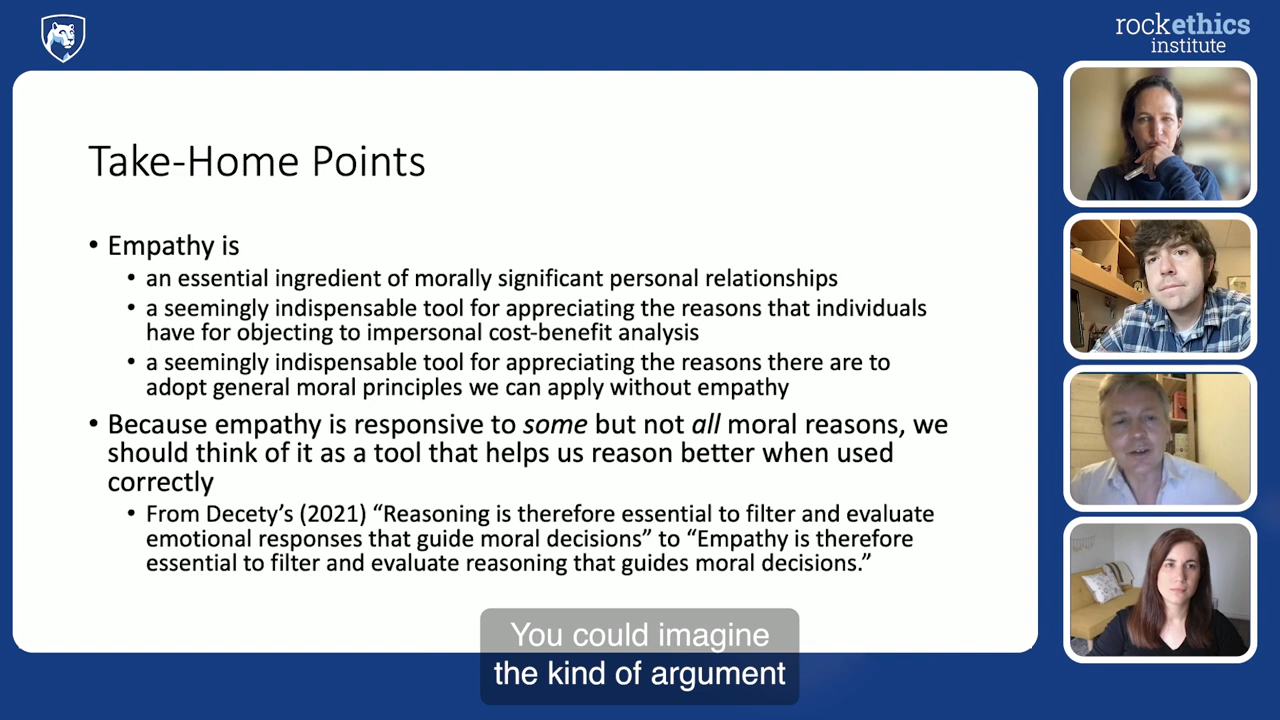 rockethics
institute
Take-Home Points
• Empathy is
• an essential ingredient of morally significant personal relationships
• a seemingly indispensable tool for appreciating the reasons that individuals
have for objecting to impersonal cost-benefit analysis
• a seemingly indispensable tool for appreciating the reasons there are to
adopt general moral principles we can apply without empathy
• Because empathy is responsive to some but not all moral reasons, we
should think of it as a tool that helps us reason better when used
correctly
• From Decety’s (2021) “Reasoning is therefore essential to filter and evaluate
emotional responses that guide moral decisions” to “Empathy is therefore
essential to filter and evaluate reasoning that guides moral decisions.”
You could imagine
the kind of argument